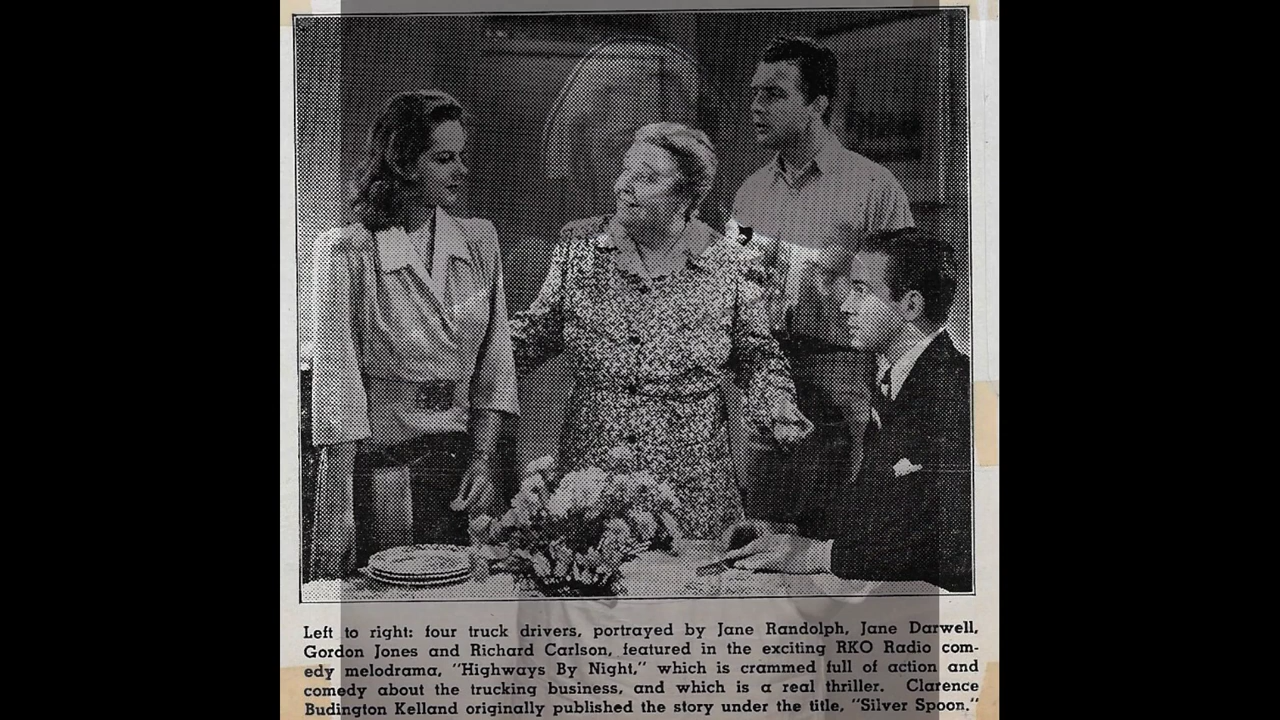 Left to right: four truck drivers, portrayed by Jane Randolph, Jane Darwell,
Gordon Jones and Richard Carlson, featured in the exciting RKO Radio com-
edy melodrama, "Highways By Night," which is crammed full of action and
comedy about the trucking business, and which is a real thriller. Clarence
Budington Kelland originally published the story under the title, "Silver Spoon."